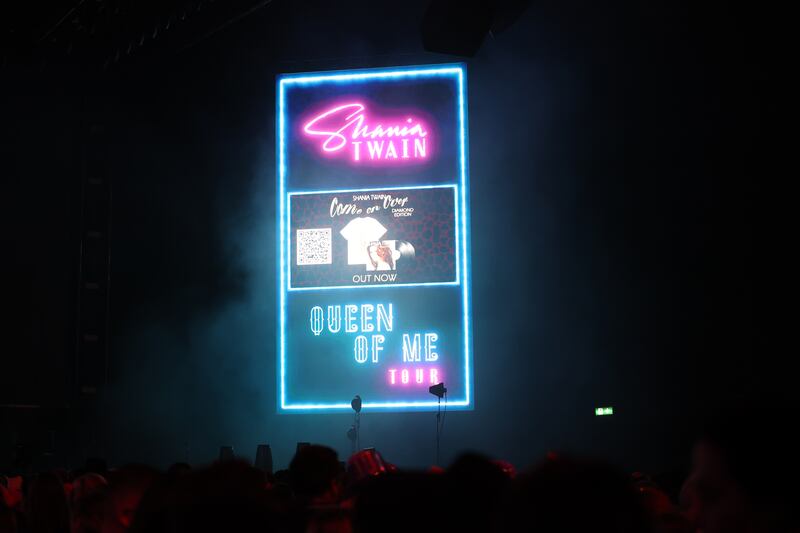 Shania
TWAIN
SHANIA TWAIN
Come on Over
DIAMOND
EDITION
OUT NOW
QUEEN
OF ME
TOUR